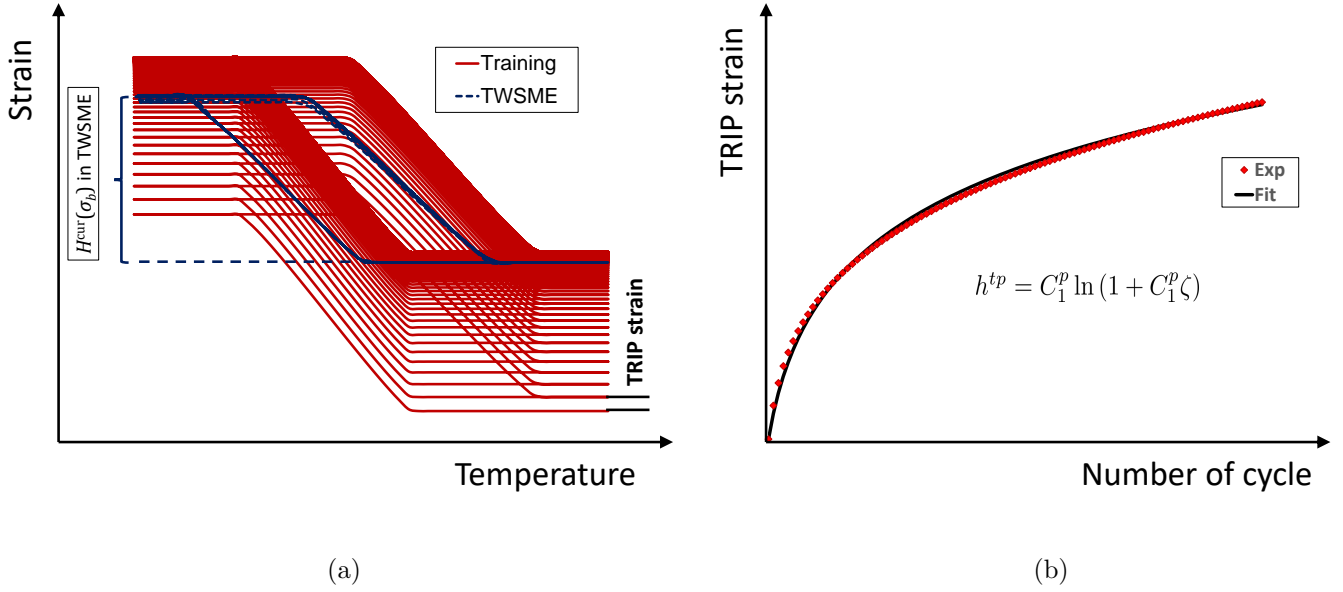 Strain
Training
TWSME
H^{cur}(σ_b) in TWSME
TRIP strain
Temperature
(a)
TRIP strain
Exp
Fit
h^{tp} = C_1^p ln (1 + C_1^p ζ)
Number of cycle
(b)